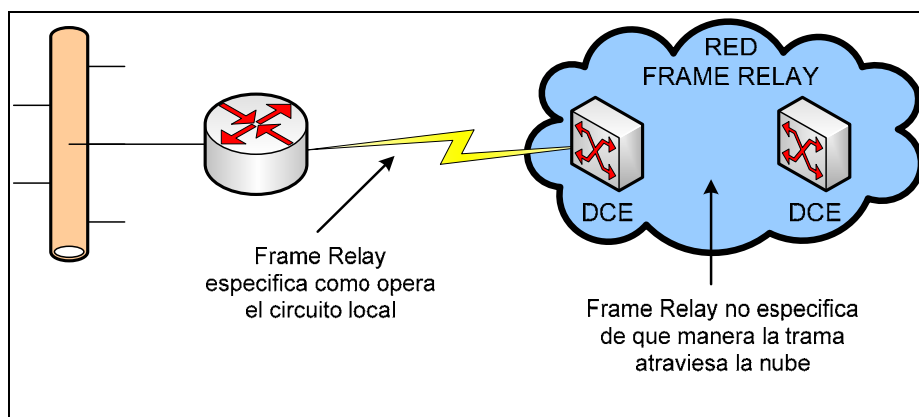 RED
FRAME RELAY
DCE
DCE
Frame Relay
especifica como opera
el circuito local
Frame Relay no especifica
de que manera la trama
atraviesa la nube